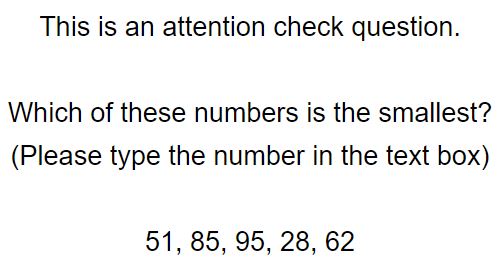 This is an attention check question.
Which of these numbers is the smallest?
(Please type the number in the text box)
51, 85, 95, 28, 62